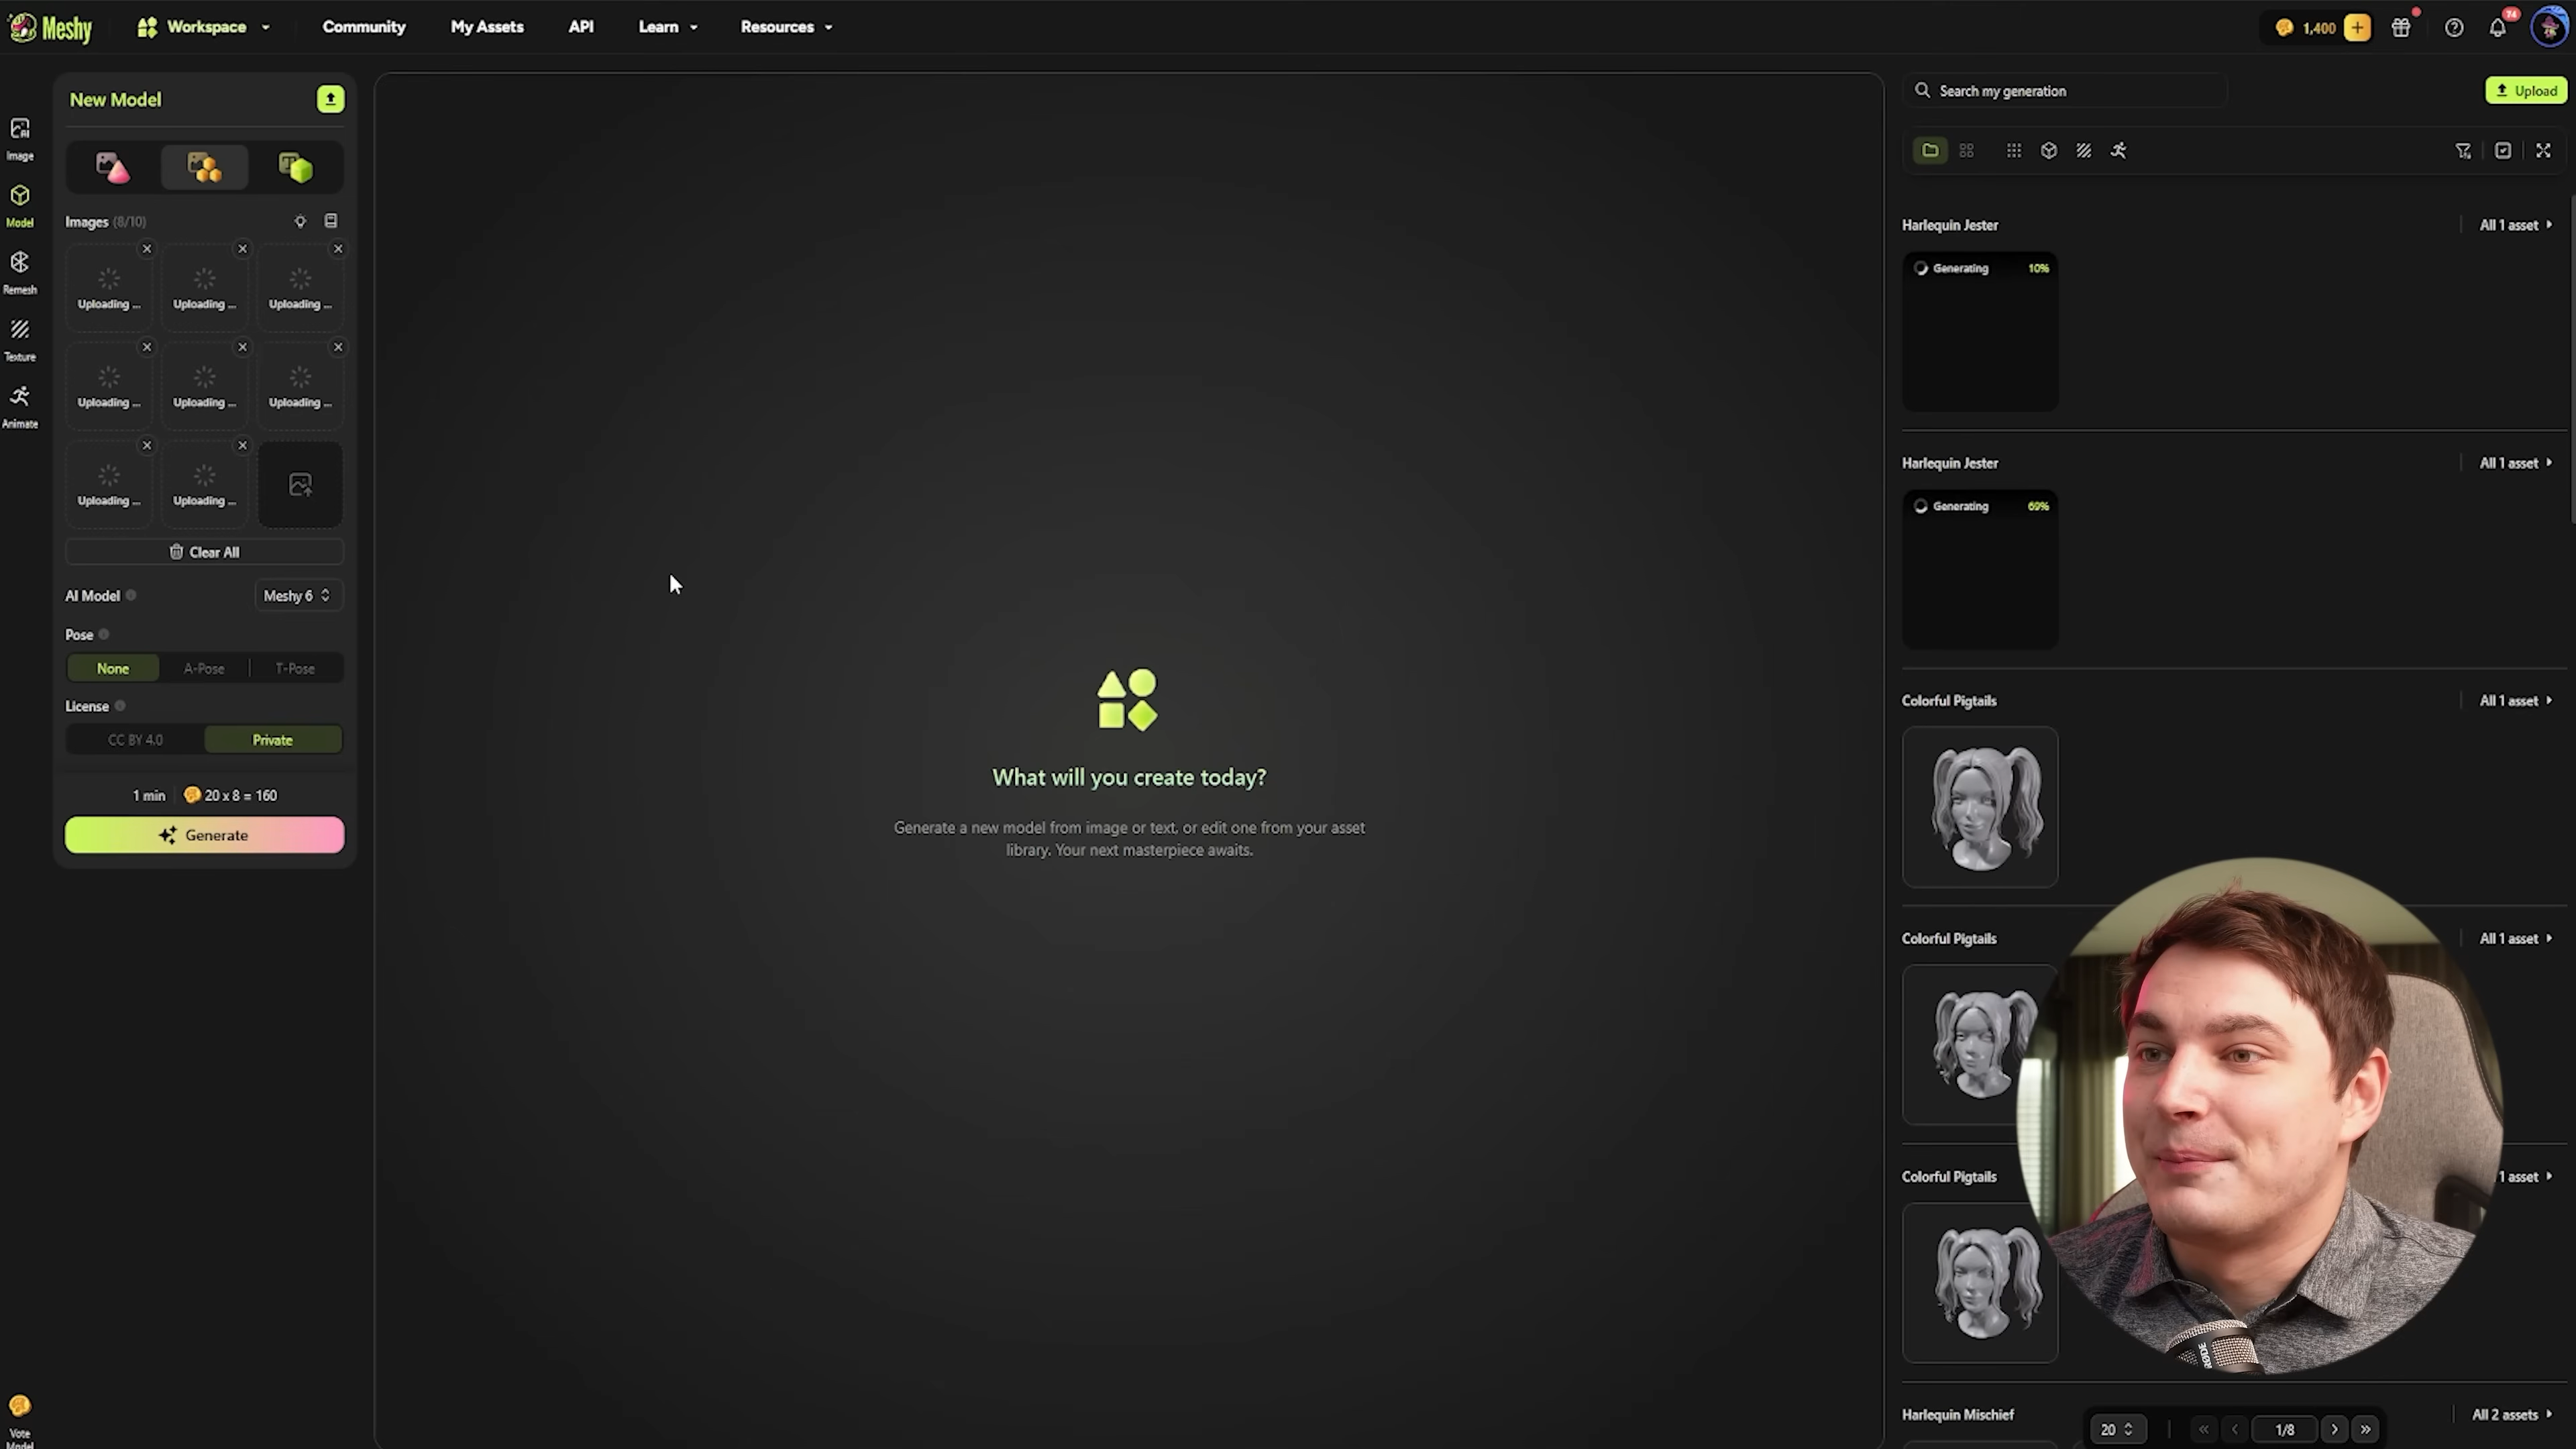 Meshy
Workspace
Community
My Assets
API
Learn
Resources
1,400
74
New Model
Image
Model
Remesh
Texture
Animate
Images (8/10)
Uploading ... Uploading ... Uploading ...
Uploading ... Uploading ... Uploading ...
Uploading ... Uploading ...
Clear All
AI Model
Meshy 6
Pose
None A-Pose T-Pose
License
CC BY 4.0 Private
1 min 20 x 8 = 160
Generate
Vote
Model
What will you create today?
Generate a new model from image or text, or edit one from your asset
library. Your next masterpiece awaits.
Search my generation
Upload
Harlequin Jester All 1 asset
Generating 10%
Harlequin Jester All 1 asset
Generating 69%
Colorful Pigtails All 1 asset
Colorful Pigtails All 1 asset
Colorful Pigtails 1 asset
RØDE
Harlequin Mischief All 2 assets
20 1/8